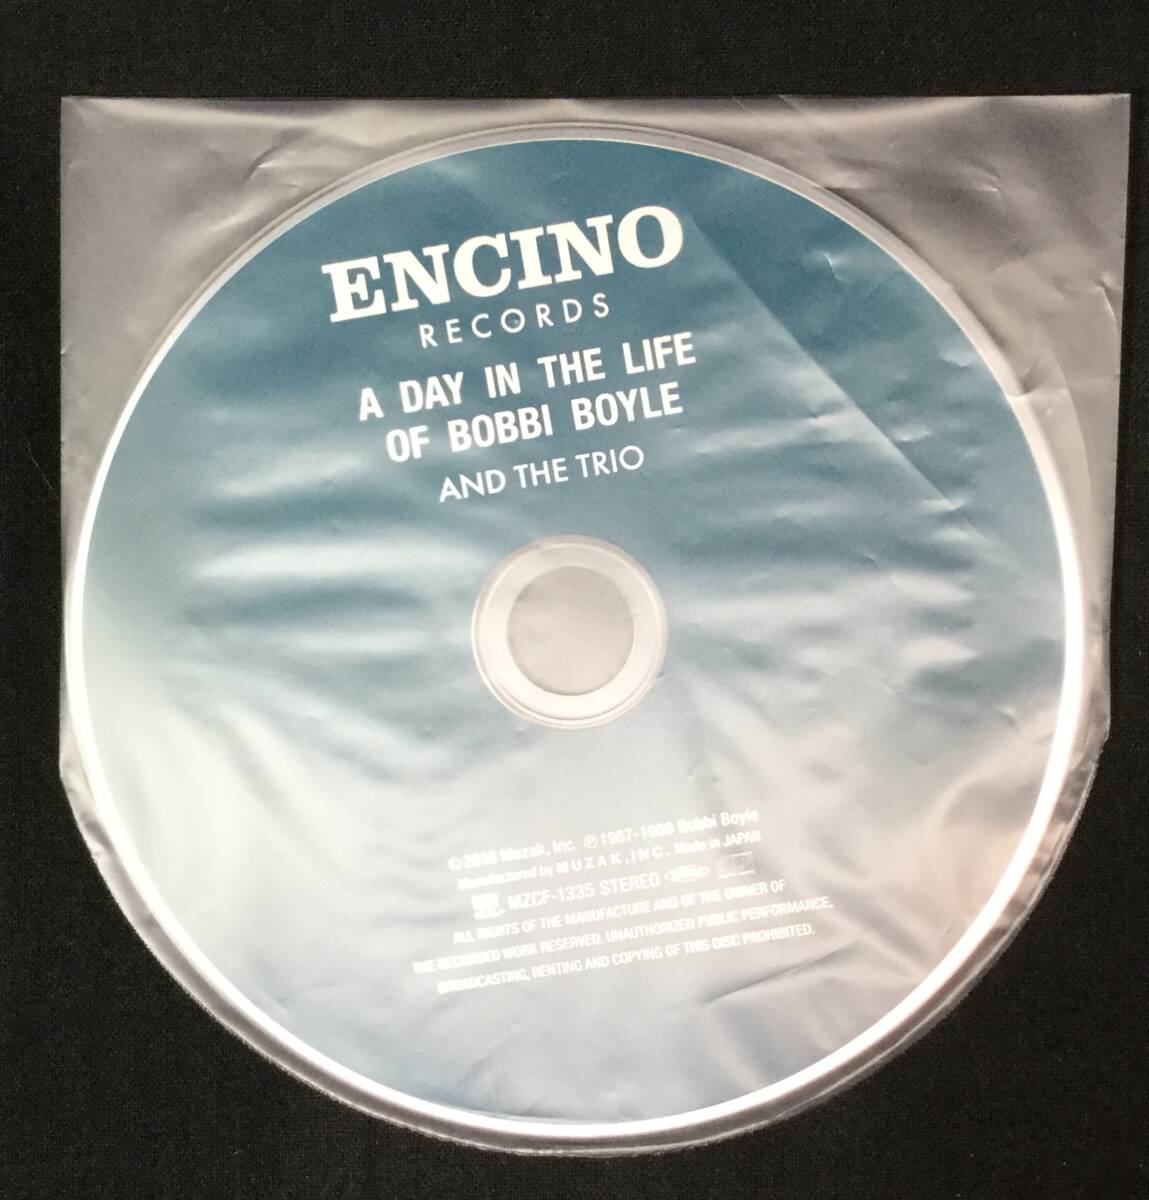 ENCINO
RECORDS
A DAY IN THE LIFE
OF BOBBI BOYLE
AND THE TRIO
Muzak, Inc. ℗1967-1969 Bobbi Boyle
Manufactured by MUZAK, INC. Made in JAPAN
MZCF-1335 STEREO
ALL RIGHTS OF THE MANUFACTURE AND OF THE OWNER OF
THE RECORDED WORK RESERVED. UNAUTHORIZED PUBLIC PERFORMANCE,
BROADCASTING, RENTING AND COPYING OF THIS DISC PROHIBITED.